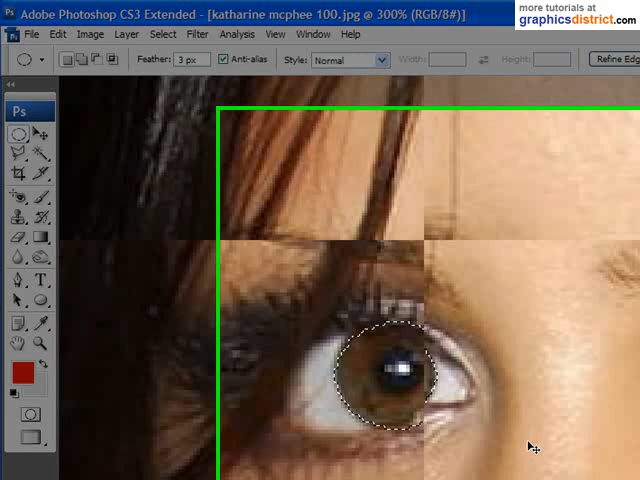 more tutorials at
graphicsdistrict.com
Adobe Photoshop CS3 Extended - [katharine mcphee 100.jpg @ 300% (RGB/8#)]
File Edit Image Layer Select Filter Analysis View Window Help
Feather: 3 px Anti-alias Style: Normal Width: Height: Refine Edg
Ps
T